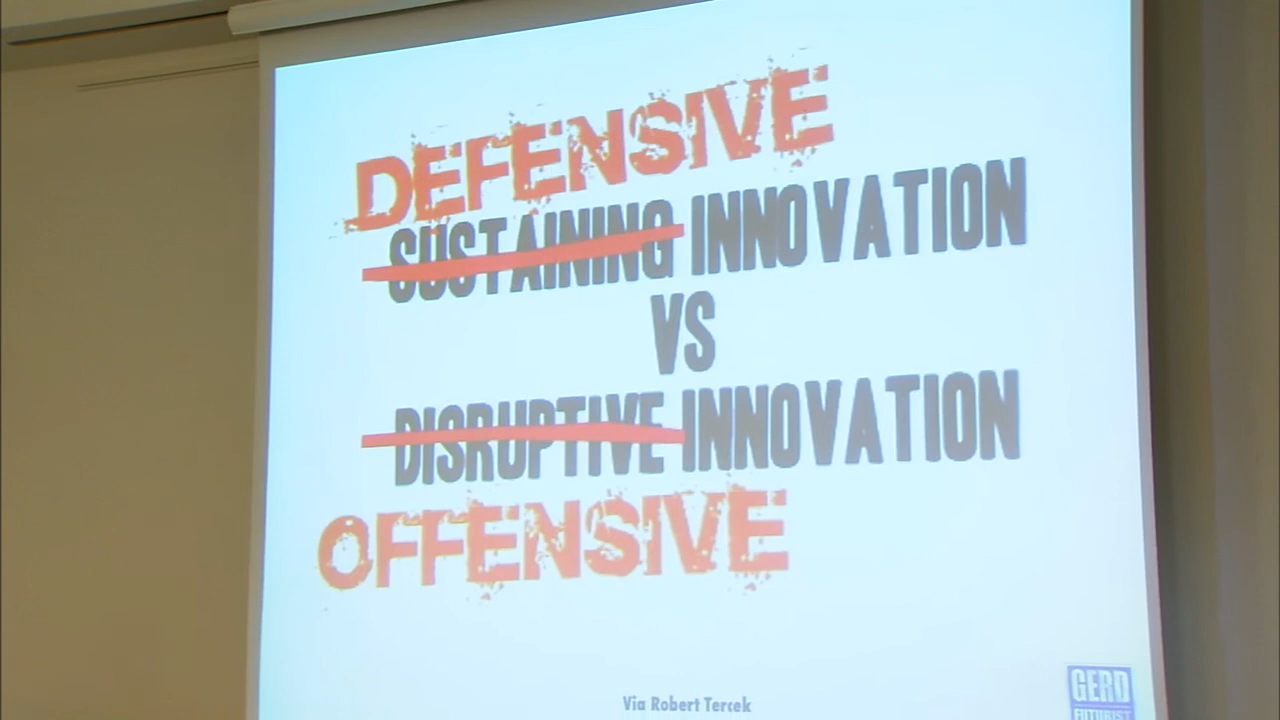 DEFENSIVE
SUSTAINING INNOVATION
VS
DISRUPTIVE INNOVATION
OFFENSIVE
Via Robert Tercek
GERD
FUTURIST